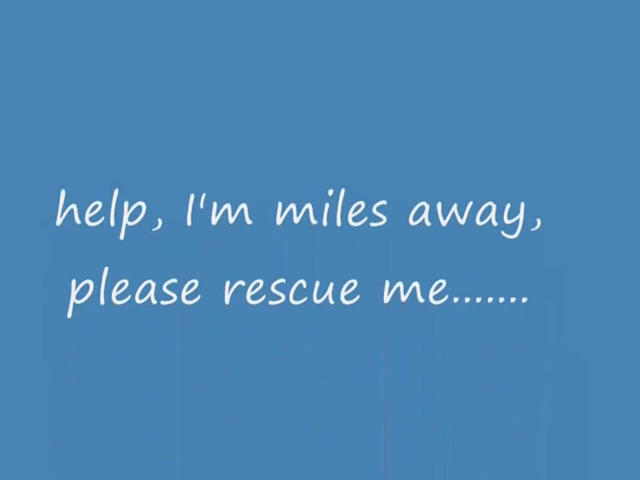 help, I'm miles away,
please rescue me.......